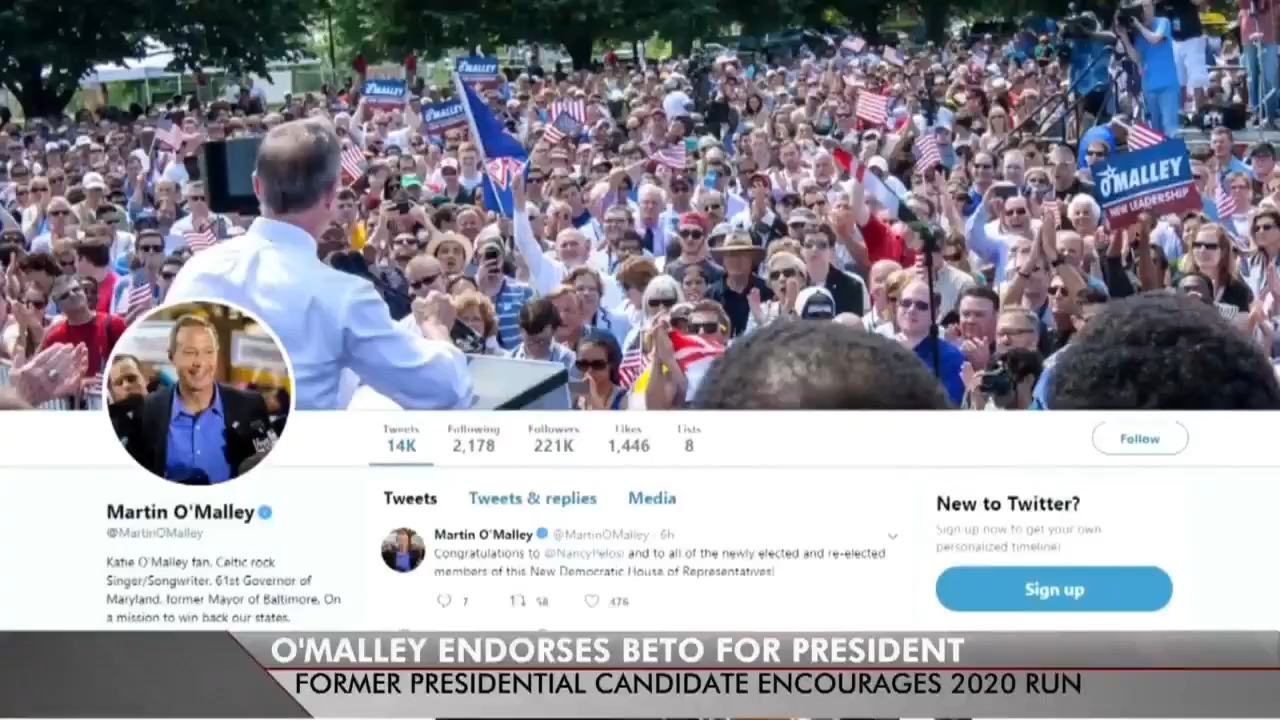 O'MALLEY
O'MALLEY
O'MALLEY
O'MALLEY
NEW LEADERSHIP
Tweets
Following
Followers
Likes
Lists
14K
2,178
221K
1,446
8
Follow
Martin O'Malley
@MartinOMalley
Katie O'Malley fan. Celtic rock
Singer/Songwriter. 61st Governor of
Maryland, former Mayor of Baltimore. On
a mission to win back our states.
Tweets Tweets & replies Media
Martin O'Malley @MartinOMalley · 6h
Congratulations to @NancyPelosi and to all of the newly elected and re-elected
members of this New Democratic House of Representatives!
7 58 476
New to Twitter?
Sign up now to get your own
personalized timeline!
Sign up
O'MALLEY ENDORSES BETO FOR PRESIDENT
FORMER PRESIDENTIAL CANDIDATE ENCOURAGES 2020 RUN